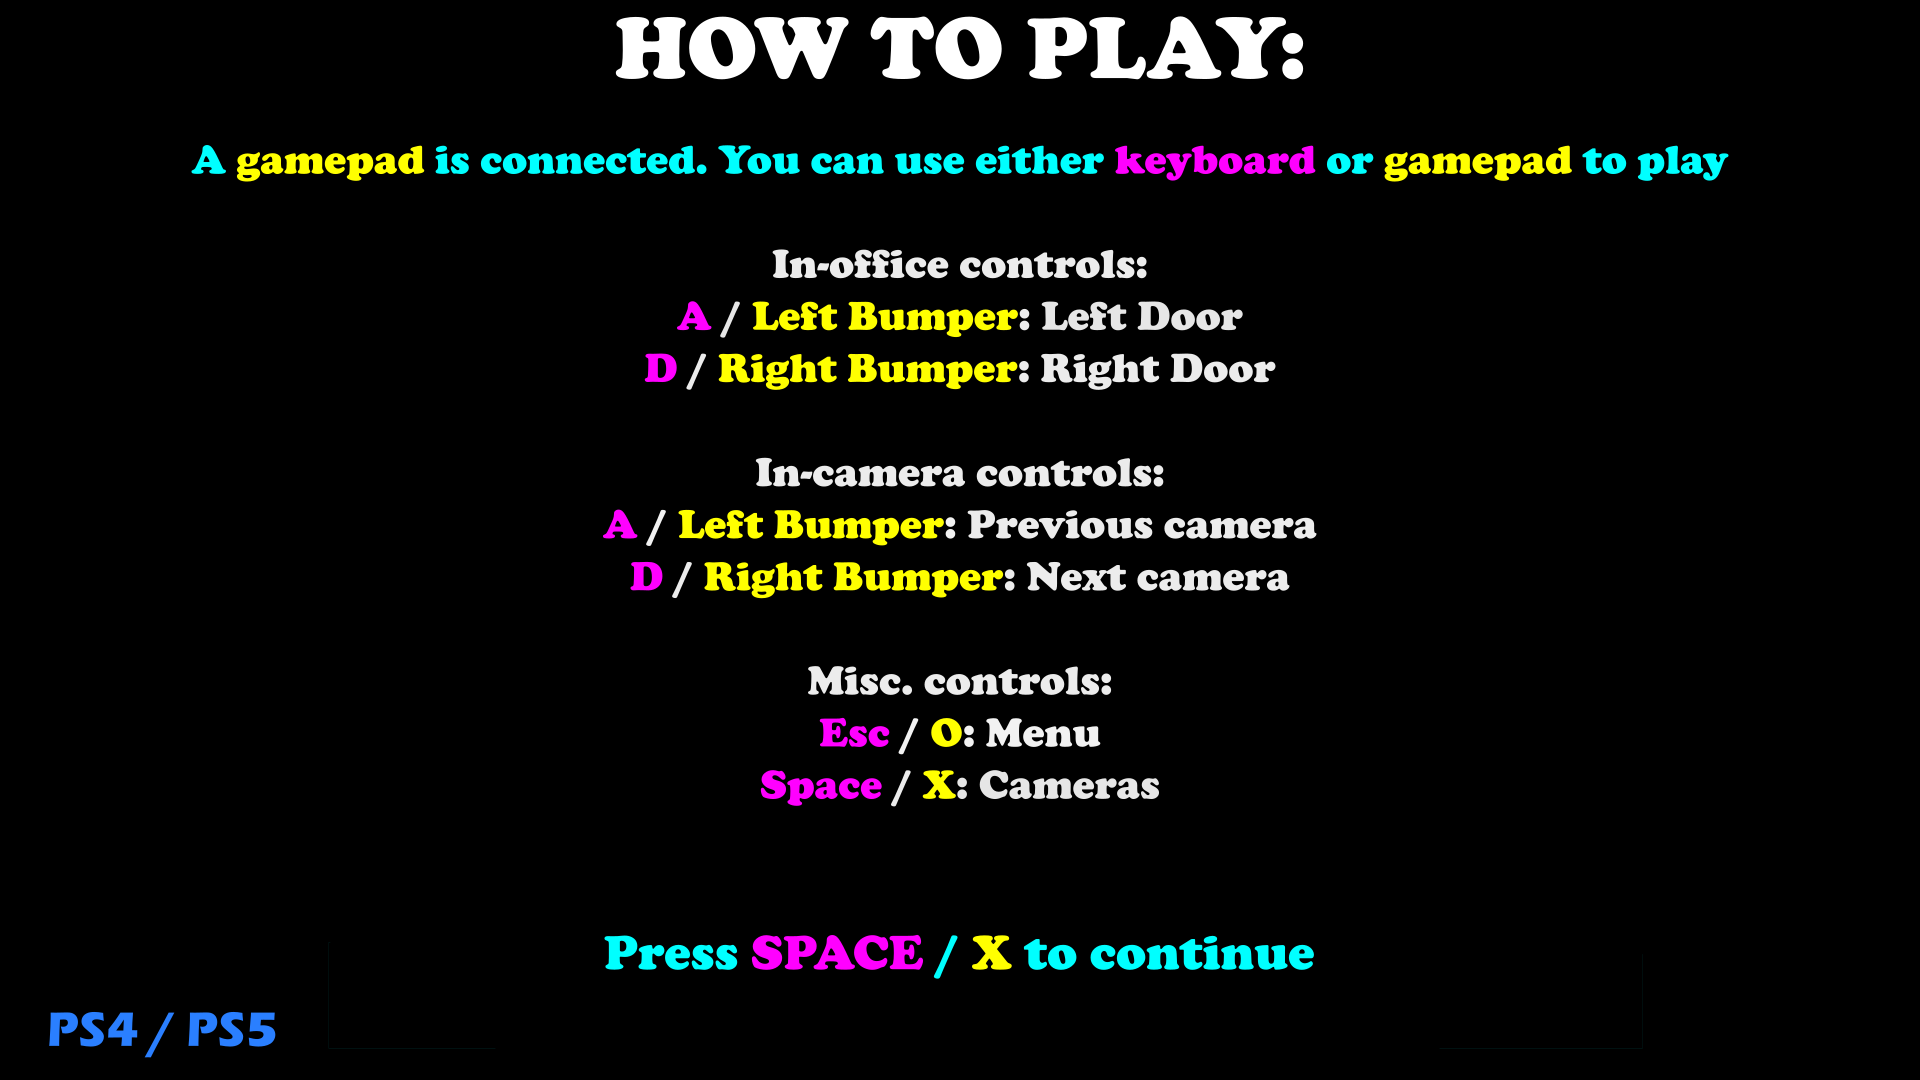 HOW TO PLAY:
A gamepad is connected. You can use either keyboard or gamepad to play
In-office controls:
A / Left Bumper: Left Door
D / Right Bumper: Right Door
In-camera controls:
A / Left Bumper: Previous camera
D / Right Bumper: Next camera
Misc. controls:
Esc / O: Menu
Space / X: Cameras
Press SPACE / X to continue
PS4 / PS5